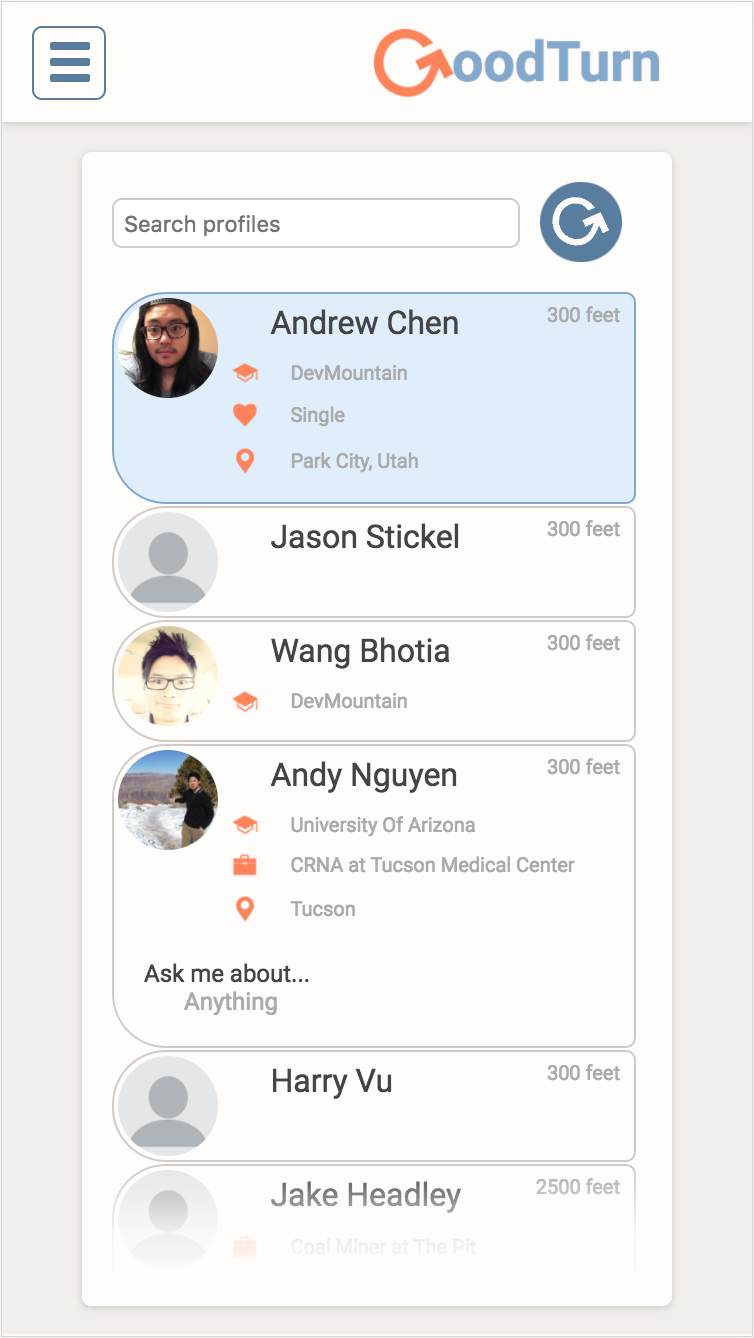 GoodTurn
Search profiles
Andrew Chen
300 feet
DevMountain
Single
Park City, Utah
Jason Stickel
300 feet
Wang Bhotia
300 feet
DevMountain
Andy Nguyen
300 feet
University Of Arizona
CRNA at Tucson Medical Center
Tucson
Ask me about...
Anything
Harry Vu
300 feet
Jake Headley
2500 feet
Coal Miner at The Pit